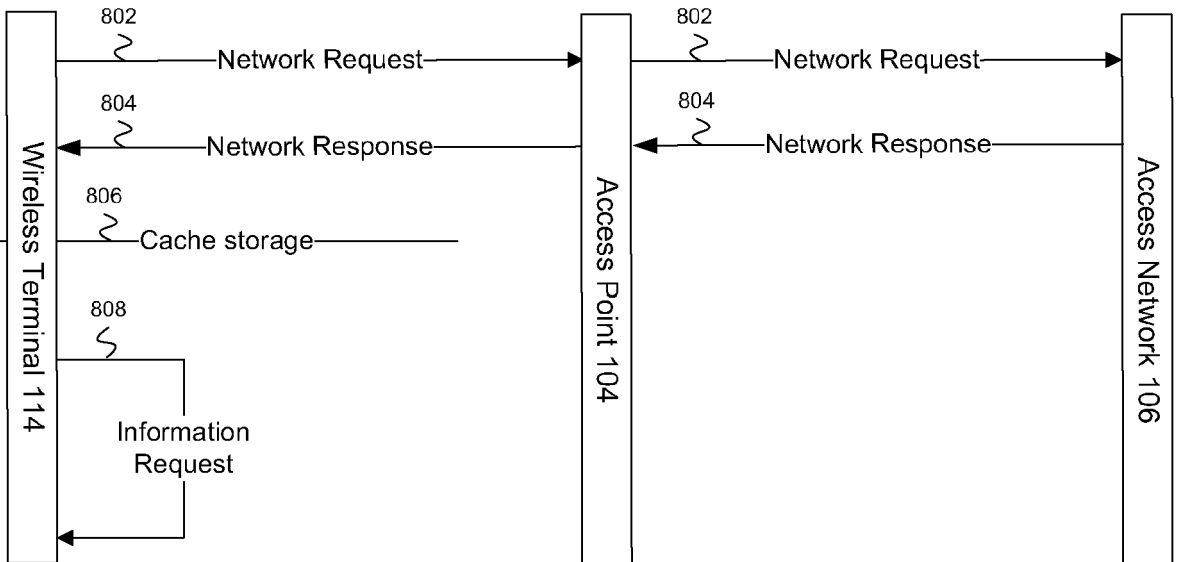 802
802
Network Request
Network Request
804
804
Network Response
Network Response
806
Cache storage
808
Information
Request
Wireless Terminal 114
Access Point 104
Access Network 106